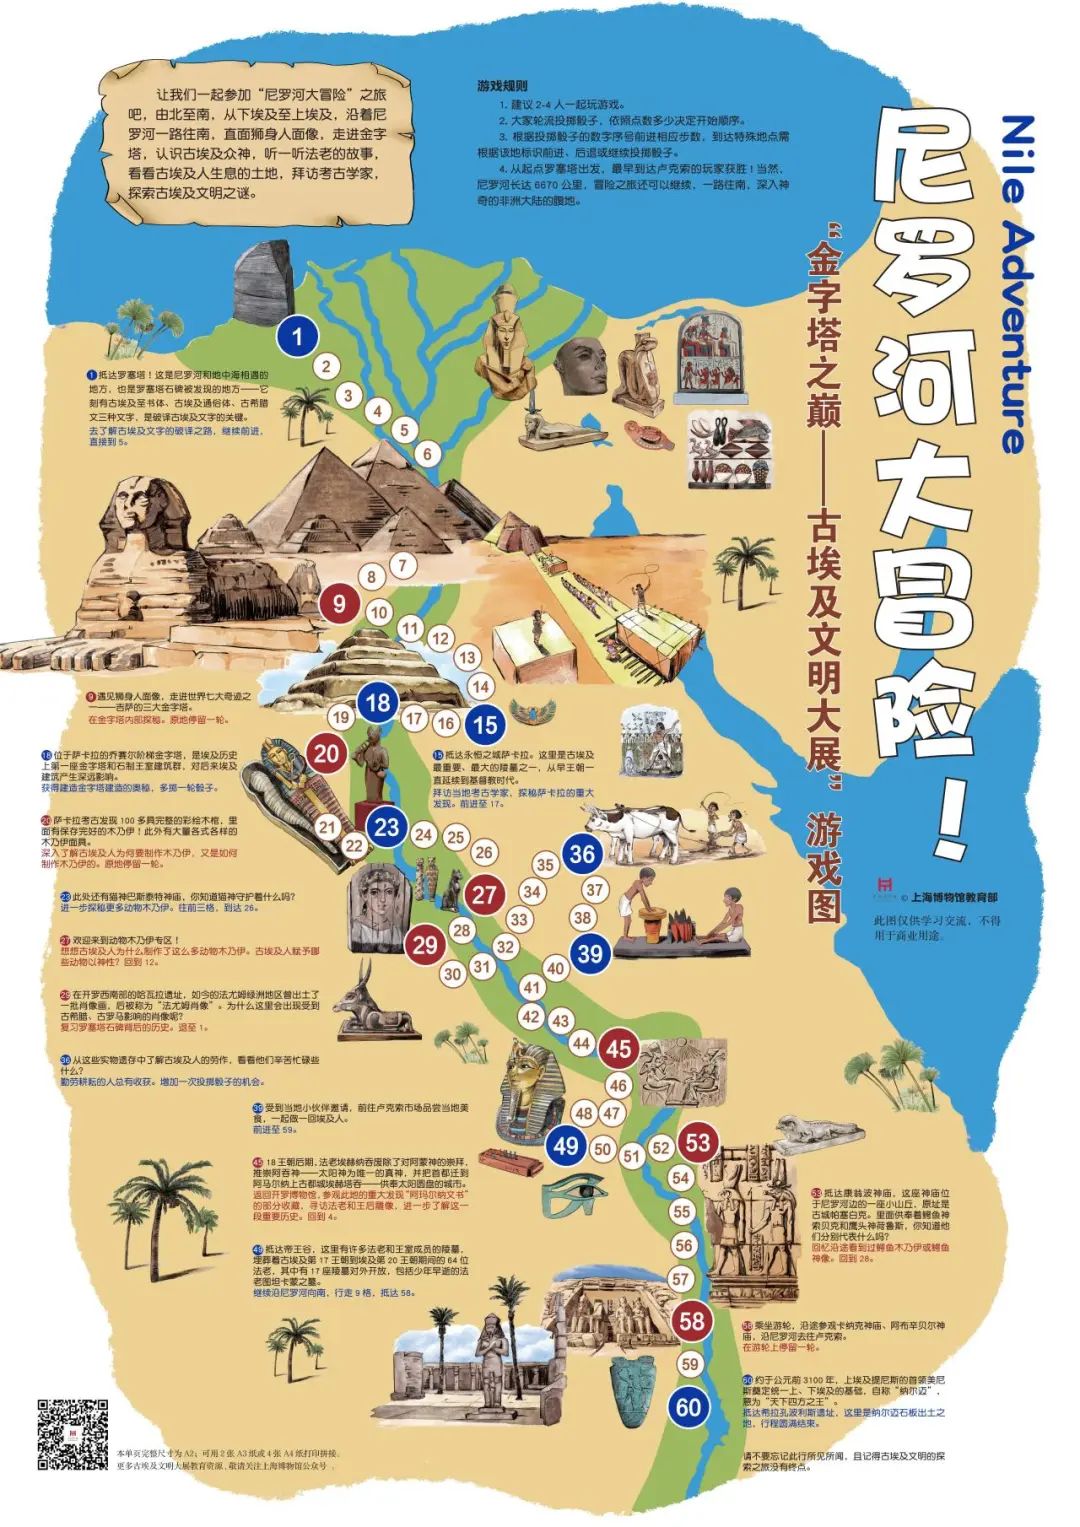 让我们一起参加“尼罗河大冒险”之旅
吧，由北至南，从下埃及至上埃及，沿着尼
罗河一路往南，直面狮身人面像，走进金字
塔，认识古埃及众神，听一听法老的故事，
看看古埃及人生息的土地，拜访考古学家，
探索古埃及文明之谜。
游戏规则
1. 建议 2-4 人一起玩游戏。
2. 大家轮流投掷骰子，依照点数多少决定开始顺序。
3. 根据投掷骰子的数字序号前进相应步数，到达特殊地点需
根据该地标识前进、后退或继续投掷骰子。
4. 从起点罗塞塔出发，最早到达卢克索的玩家获胜！当然，
尼罗河长达 6670 公里，冒险之旅还可以继续，一路往南，深入神
奇的非洲大陆的腹地。
Nile Adventure
尼罗河大冒险！
“金字塔之巅——古埃及文明大展”游戏图
1
2
3
4
5
6
7
8
9
10
11
12
13
14
15
16
17
18
19
20
21
22
23
24
25
26
27
28
29
30
31
32
33
34
35
36
37
38
39
40
41
42
43
44
45
46
47
48
49
50
51
52
53
54
55
56
57
58
59
60
1 抵达罗塞塔！这是尼罗河和地中海相遇的
地方，也是罗塞塔石碑被发现的地方——它
刻有古埃及圣书体、古埃及通俗体、古希腊
文三种文字，是破译古埃及文字的关键。
去了解古埃及文字的破译之路，继续前进，
直接到 5。
9 遇见狮身人面像，走进世界七大奇迹之
一——吉萨的三大金字塔。
在金字塔内部探秘。原地停留一轮。
15 抵达永恒之城萨卡拉。这里是古埃及
最重要、最大的陵墓之一，从早王朝一
直延续到基督教时代。
拜访当地考古学家，探秘萨卡拉的重大
发现。前进至 17。
18 位于萨卡拉的乔赛尔阶梯金字塔，是埃及历史
上第一座金字塔和石制王室建筑群，对后来埃及
建筑产生深远影响。
获得建造金字塔建造的奥秘，多掷一轮骰子。
20 萨卡拉考古发现 100 多具完整的彩绘木棺，里
面有保存完好的木乃伊！此外有大量各式各样的
木乃伊面具。
深入了解古埃及人为何要制作木乃伊，又是如何
制作木乃伊的。原地停留一轮。
23 此处还有猫神巴斯泰特神庙，你知道猫神守护着什么吗？
进一步探秘更多动物木乃伊。往前三格，到达 26。
27 欢迎来到动物木乃伊专区！
想想古埃及人为什么制作了这么多动物木乃伊。古埃及人赋予哪
些动物以神性？回到 12。
29 在开罗西南部的哈瓦拉遗址，如今的法尤姆绿洲地区曾出土了
一批肖像画，后被称为“法尤姆肖像”。为什么这里会出现受到
古希腊、古罗马影响的肖像呢？
复习罗塞塔石碑背后的历史。退至 1。
36 从这些实物遗存中了解古埃及人的劳作，看看他们辛苦忙碌些
什么？
勤劳耕耘的人总有收获。增加一次投掷骰子的机会。
39 受到当地小伙伴邀请，前往卢克索市场品尝当地美
食，一起做一回埃及人。
前进至 59。
45 18 王朝后期，法老埃赫纳吞废除了对阿蒙神的崇拜，
推崇阿吞神——太阳神为唯一的真神，并把首都迁到
阿马尔纳上古都城埃赫塔吞——供奉太阳圆盘的城市。
返回开罗博物馆，参观此地的重大发现“阿玛尔纳文书”
的部分收藏，寻访法老和王后雕像，进一步了解这一
段重要历史。回到 4。
49 抵达帝王谷，这里有许多法老和王室成员的陵墓，
埋葬着古埃及第 17 王朝到埃及第 20 王朝期间的 64 位
法老，其中有 17 座陵墓对外开放，包括少年早逝的法
老图坦卡蒙之墓。
继续沿尼罗河向南，行走 9 格，抵达 58。
53 抵达康翁波神庙，这座神庙位
于尼罗河边的一座小山丘，原址是
古城帕塞白克。里面供奉着鳄鱼神
索贝克和鹰头神荷鲁斯，你知道他
们分别代表什么吗？
回忆沿途看到过鳄鱼木乃伊或鳄鱼
神像。回到 28。
58 乘坐游轮，沿途参观卡纳克神庙、阿布辛贝尔神
庙，沿尼罗河去往卢克索。
在游轮上停留一轮。
60 约于公元前 3100 年，上埃及提尼斯的首领美尼
斯奠定统一上、下埃及的基础，自称“纳尔迈”，
意为“天下四方之王”。
抵达希拉孔波利斯遗址，这里是纳尔迈石板出土之
地，行程圆满结束。
请不要忘记此行所见所闻，且记得古埃及文明的探
索之旅没有终点。
© 上海博物馆教育部
此图仅供学习交流，不得
用于商业用途。
本单页完整尺寸为 A2；可用 2 张 A3 纸或 4 张 A4 纸打印拼接。
更多古埃及文明大展教育资源，敬请关注上海博物馆公众号 。